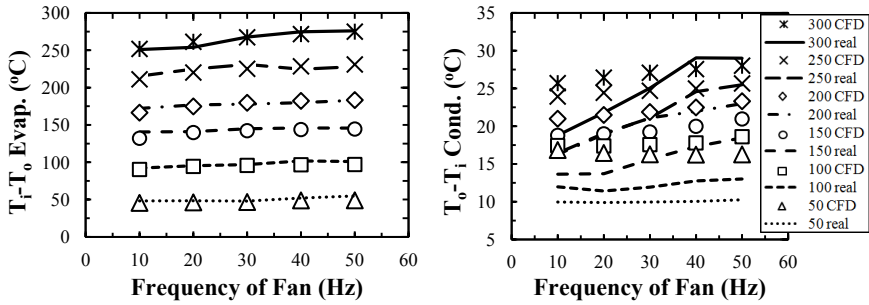 300
250
200
150
100
50
0
0 10 20 30 40 50 60
Tᵢ-Tₒ Evap. (ºC)
Frequency of Fan (Hz)
35
30
25
20
15
10
5
0 10 20 30 40 50 60
Tₒ-Tᵢ Cond. (ºC)
Frequency of Fan (Hz)
300 CFD
300 real
250 CFD
250 real
200 CFD
200 real
150 CFD
150 real
100 CFD
100 real
50 CFD
50 real